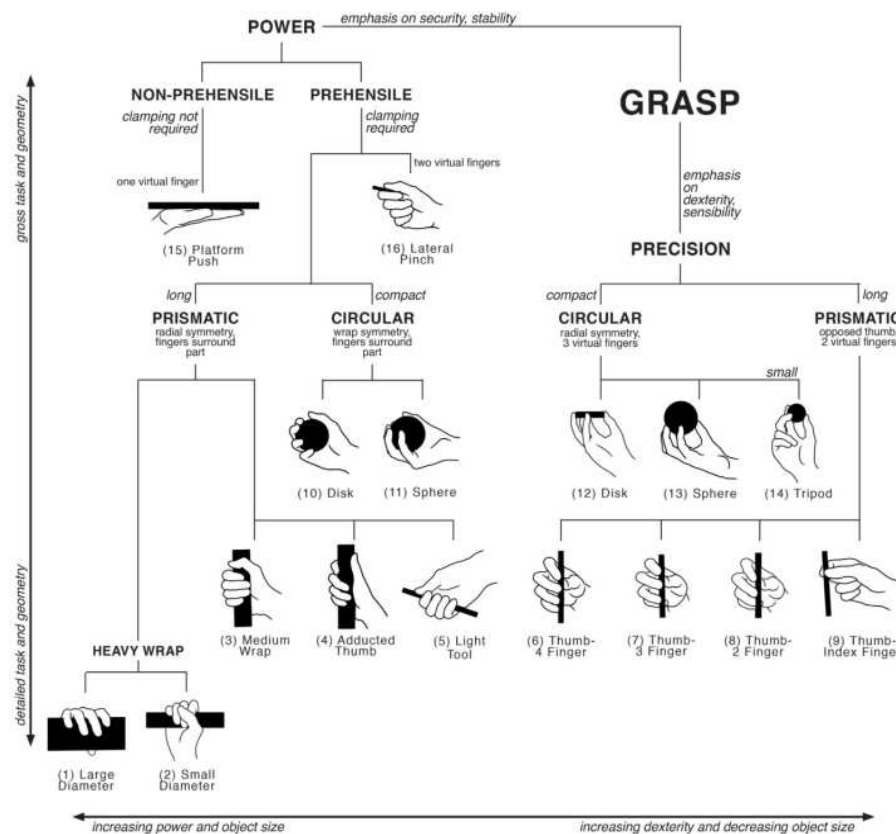 emphasis on security, stability
POWER
NON-PREHENSILE
PREHENSILE
GRASP
clamping not
required
clamping
required
one virtual finger
two virtual fingers
emphasis
on
dexterity,
sensibility
(15) Platform
Push
(16) Lateral
Pinch
PRECISION
gross task and geometry
long
compact
compact
long
PRISMATIC
radial symmetry,
fingers surround
part
CIRCULAR
wrap symmetry,
fingers surround
part
CIRCULAR
radial symmetry,
3 virtual fingers
PRISMATIC
opposed thumb,
2 virtual fingers
small
(10) Disk
(11) Sphere
(12) Disk
(13) Sphere
(14) Tripod
(3) Medium
Wrap
(4) Adducted
Thumb
(5) Light
Tool
(6) Thumb-
4 Finger
(7) Thumb-
3 Finger
(8) Thumb-
2 Finger
(9) Thumb-
Index Finge
HEAVY WRAP
detailed task and geometry
(1) Large
Diameter
(2) Small
Diameter
increasing power and object size
increasing dexterity and decreasing object size